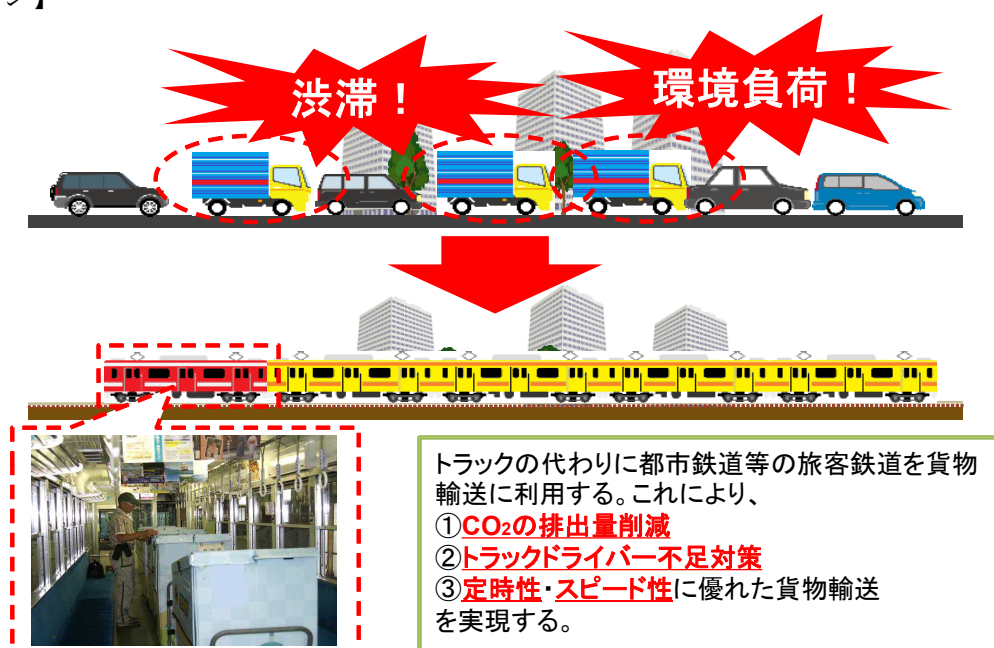 渋滞！
環境負荷！
トラックの代わりに都市鉄道等の旅客鉄道を貨物
輸送に利用する。これにより、
①CO₂の排出量削減
②トラックドライバー不足対策
③定時性・スピード性に優れた貨物輸送
を実現する。